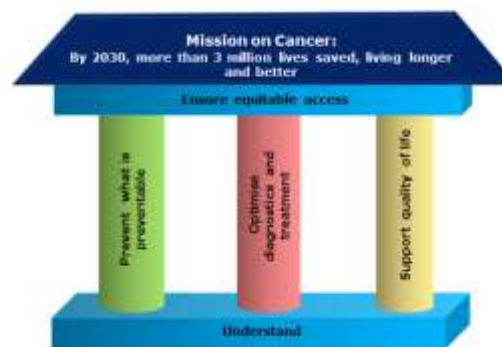 Mission on Cancer:
By 2030, more than 3 million lives saved, living longer
and better
Ensure equitable access
Prevent what is
preventable
Optimise
diagnostics and
treatment
Support quality of life
Understand